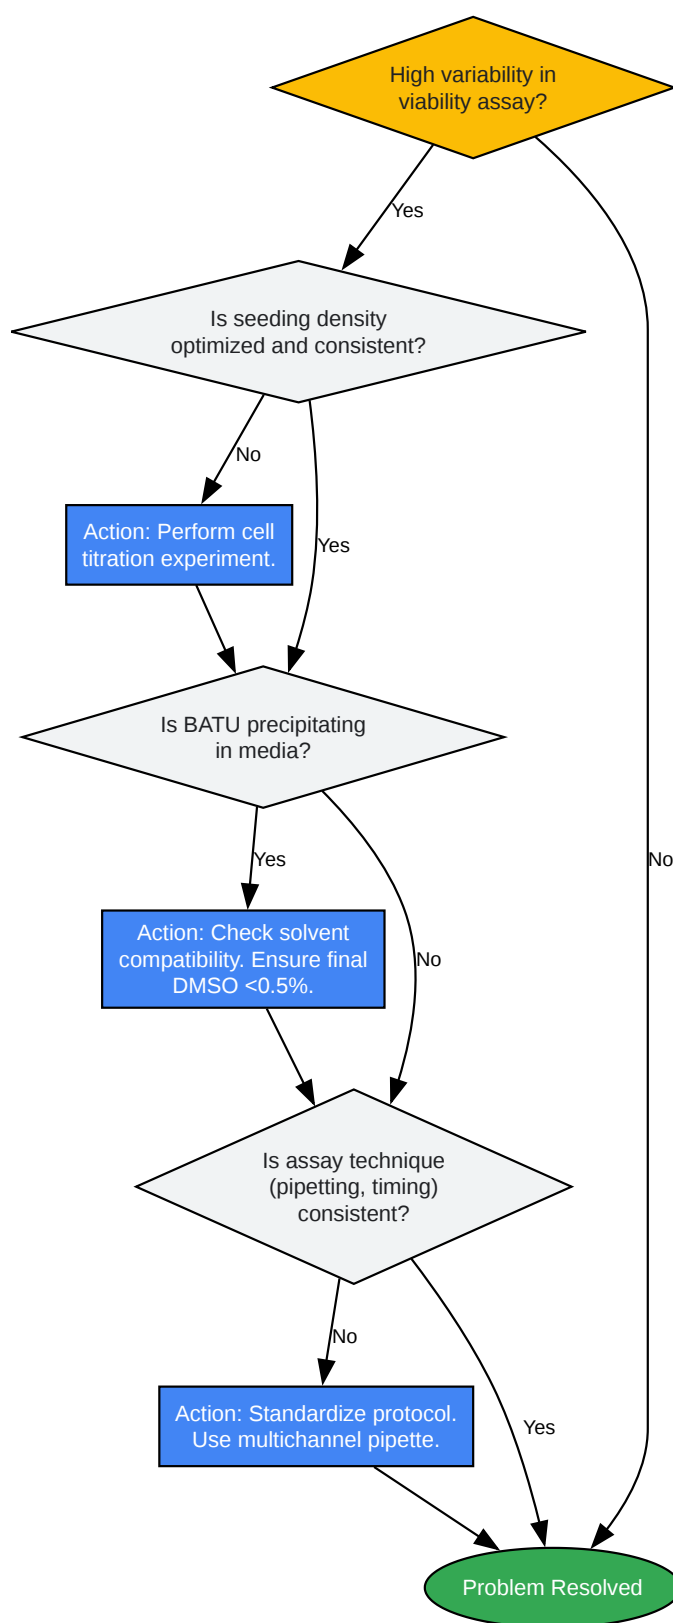 High variability in
viability assay?
Yes
Is seeding density
optimized and consistent?
No
Action: Perform cell
titration experiment.
Yes
Is BATU precipitating
in media?
Yes
No
Action: Check solvent
compatibility. Ensure final
DMSO <0.5%.
No
Is assay technique
(pipetting, timing)
consistent?
No
Action: Standardize protocol.
Use multichannel pipette.
Yes
Problem Resolved